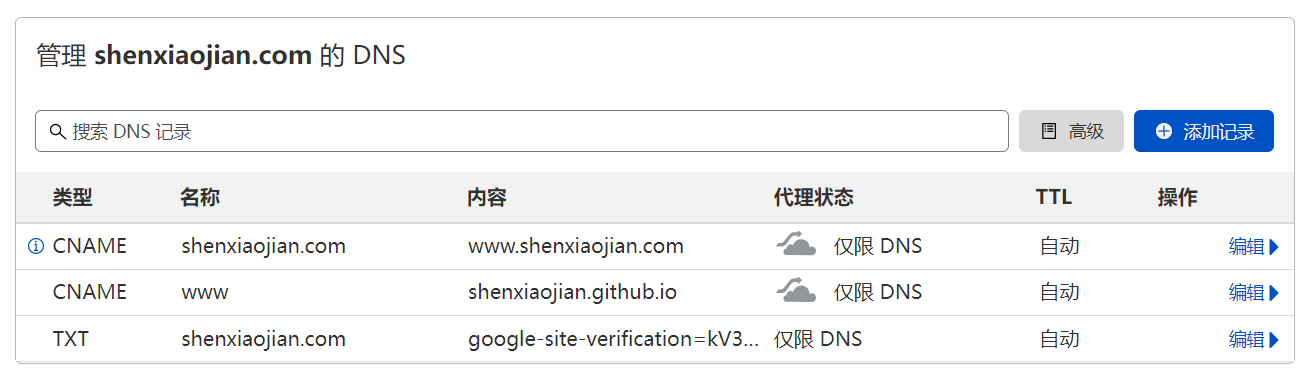 管理 shenxiaojian.com 的 DNS
搜索 DNS 记录 高级 添加记录
类型 名称 内容 代理状态 TTL 操作
CNAME shenxiaojian.com www.shenxiaojian.com 仅限 DNS 自动 编辑
CNAME www shenxiaojian.github.io 仅限 DNS 自动 编辑
TXT shenxiaojian.com google-site-verification=kV3... 仅限 DNS 自动 编辑